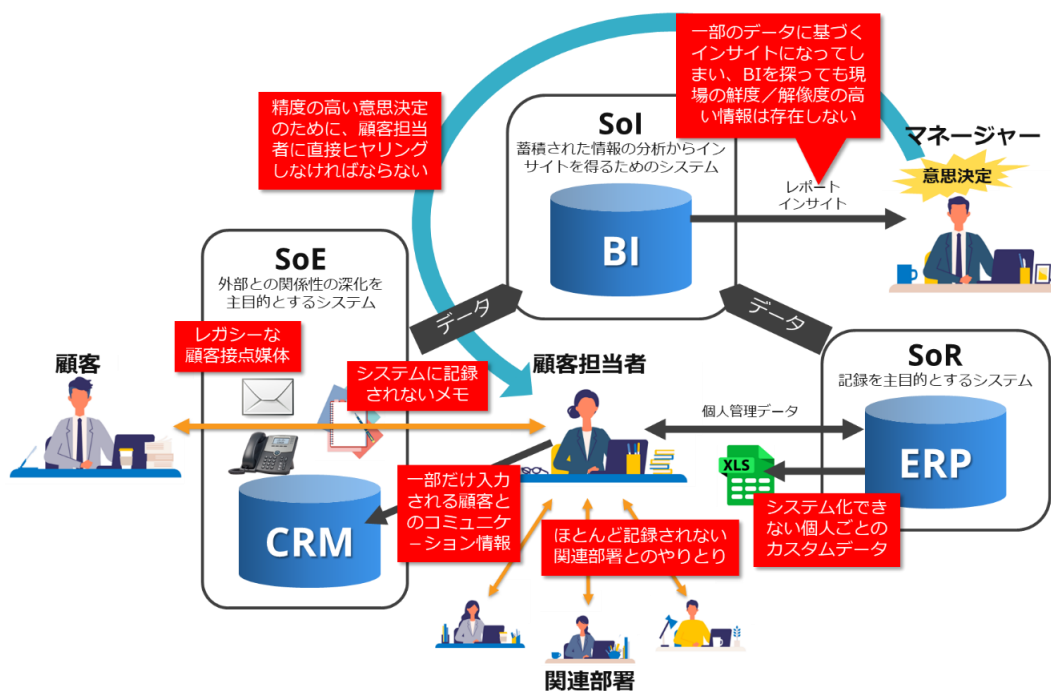 一部のデータに基づく
インサイトになってし
まい、BIを探っても現
場の鮮度／解像度の高
い情報は存在しない
精度の高い意思決定
のために、顧客担当
者に直接ヒヤリング
しなければならない
SoI
蓄積された情報の分析からイン
サイトを得るためのシステム
BI
レポート
インサイト
マネージャー
意思決定
SoE
外部との関係性の深化を
主目的とするシステム
データ
データ
レガシーな
顧客接点媒体
顧客
システムに記録
されないメモ
顧客担当者
SoR
記録を主目的とするシステム
個人管理データ
XLS
ERP
CRM
一部だけ入力
される顧客と
のコミュニケ
－ション情報
ほとんど記録されない
関連部署とのやりとり
システム化でき
ない個人ごとの
カスタムデータ
関連部署